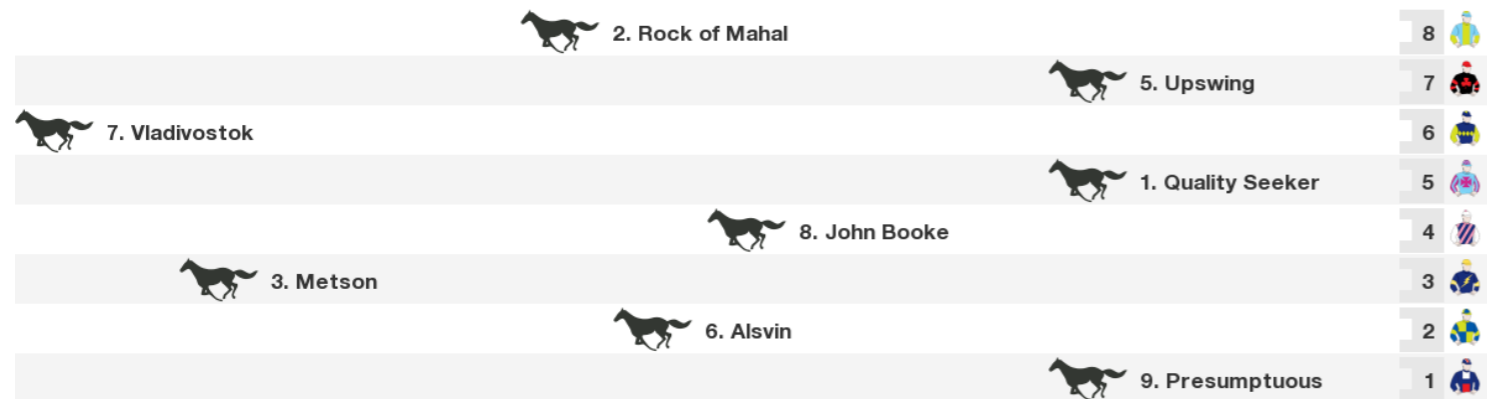 2. Rock of Mahal 8
5. Upswing 7
7. Vladivostok 6
1. Quality Seeker 5
8. John Booke 4
3. Metson 3
6. Alsvin 2
9. Presumptuous 1